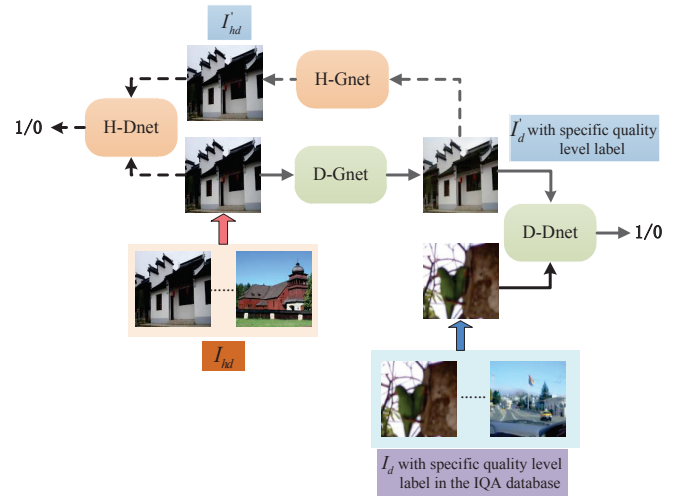 I'hd
H-Gnet
1/0
H-Dnet
I'd with specific quality
level label
D-Gnet
D-Dnet
1/0
......
Ihd
......
Id with specific quality level
label in the IQA database